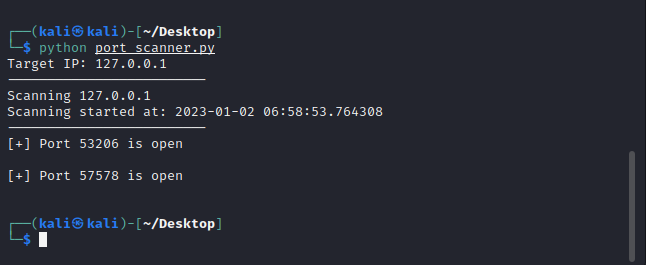 ┌──(kali㉿kali)-[~/Desktop]
└─$ python port_scanner.py
Target IP: 127.0.0.1
-------------------------
Scanning 127.0.0.1
Scanning started at: 2023-01-02 06:58:53.764308
-------------------------
[+] Port 53206 is open
[+] Port 57578 is open
┌──(kali㉿kali)-[~/Desktop]
└─$